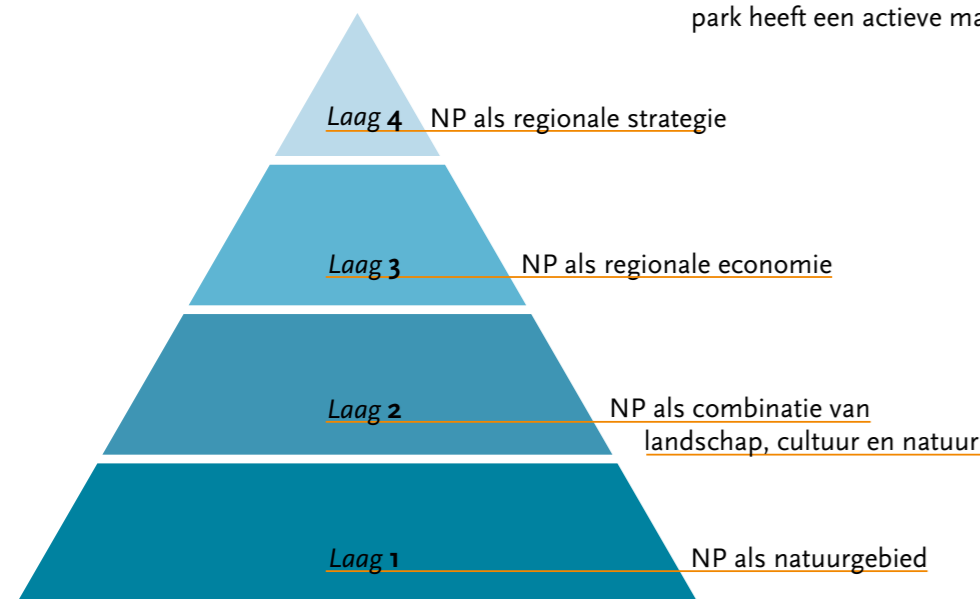 park heeft een actieve
Laag 4 NP als regionale strategie
Laag 3 NP als regionale economie
Laag 2 NP als combinatie van
landschap, cultuur en natuur
Laag 1 NP als natuurgebied